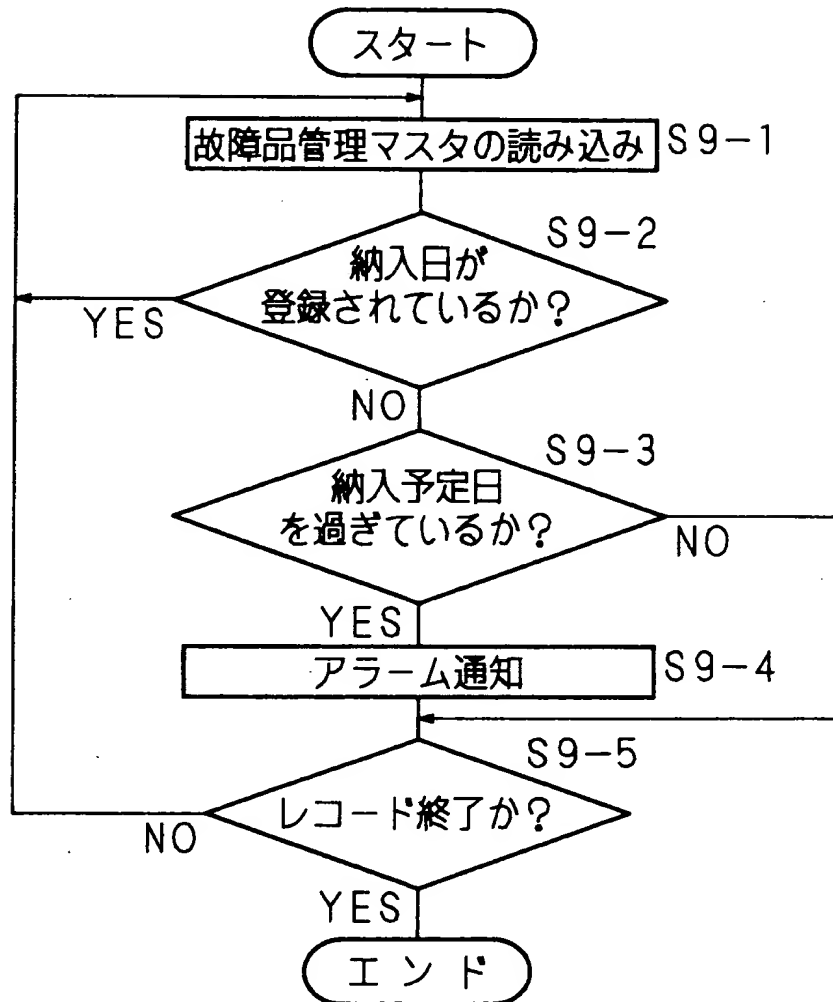 スタート
故障品管理マスタの読み込み S9-1
S9-2
納入日が
登録されているか?
YES
NO
S9-3
納入予定日
を過ぎているか?
NO
YES
アラーム通知 S9-4
S9-5
レコード終了か?
NO
YES
エンド